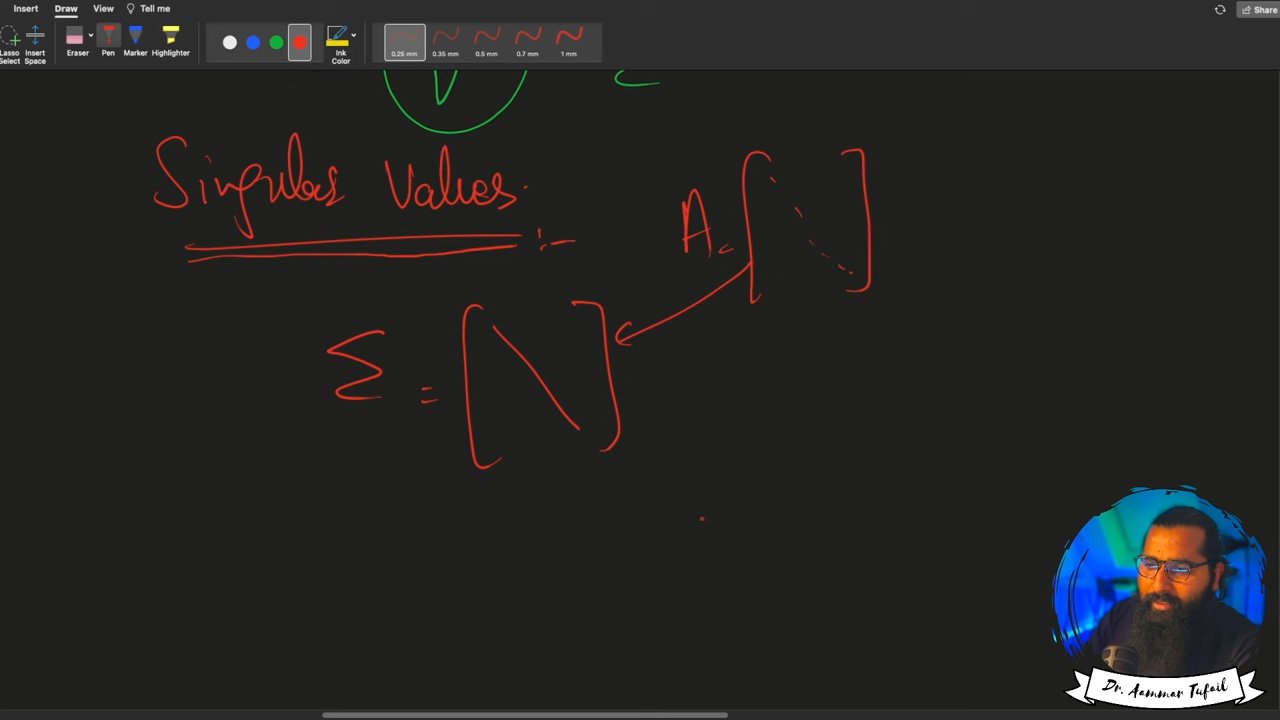 Insert Draw View Tell me
Share
Lasso Select
Insert Space
Eraser
Pen
Marker
Highlighter
Ink Color
0.25 mm 0.35 mm 0.5 mm 0.7 mm 1 mm
Singular Values. :-
A =
Σ =
Dr. Aammar Tufail